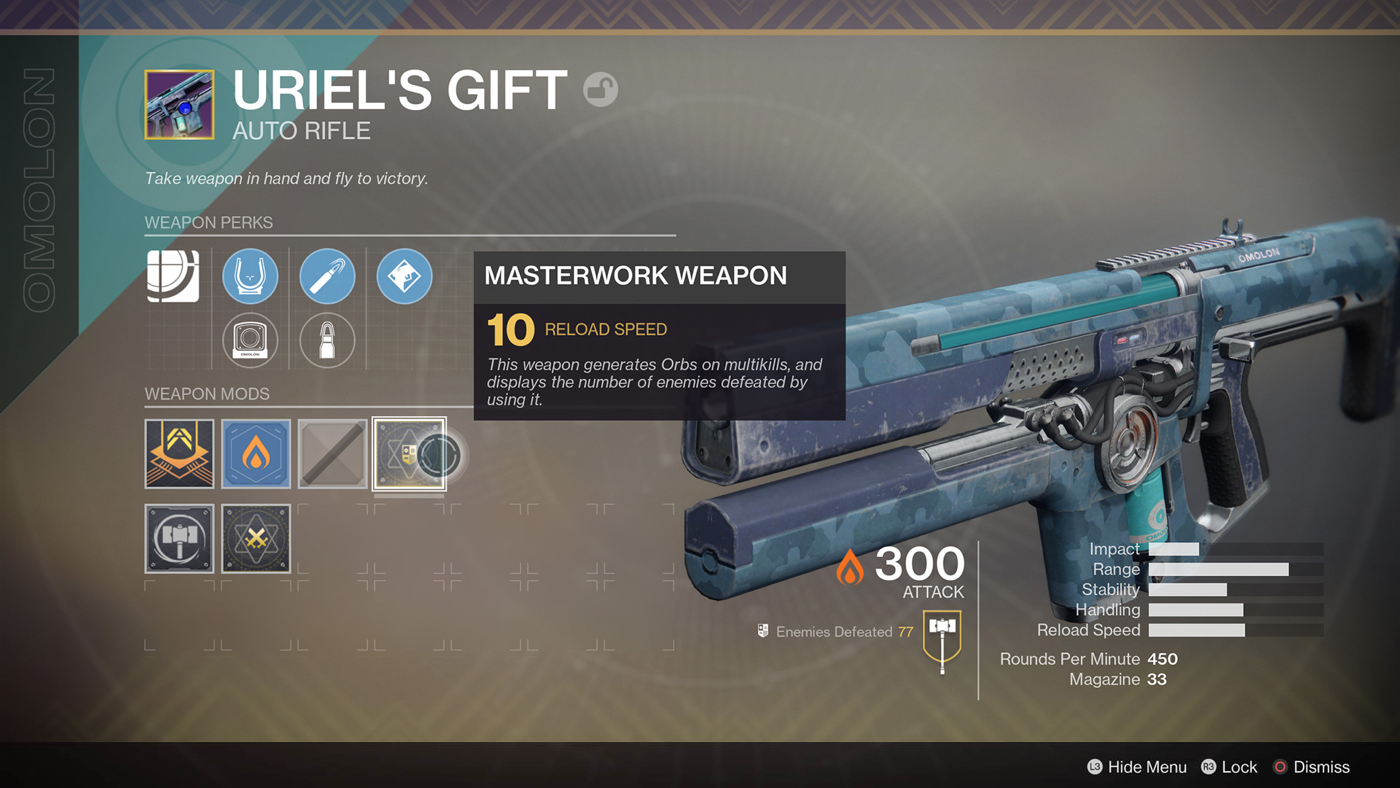 OMOLON
URIEL'S GIFT
AUTO RIFLE
Take weapon in hand and fly to victory.
WEAPON PERKS
OMOLON
WEAPON MODS
MASTERWORK WEAPON
10 RELOAD SPEED
This weapon generates Orbs on multikills, and
displays the number of enemies defeated by
using it.
OMOLON
300
ATTACK
Enemies Defeated 77
Impact
Range
Stability
Handling
Reload Speed
Rounds Per Minute 450
Magazine 33
L3 Hide Menu R3 Lock Dismiss